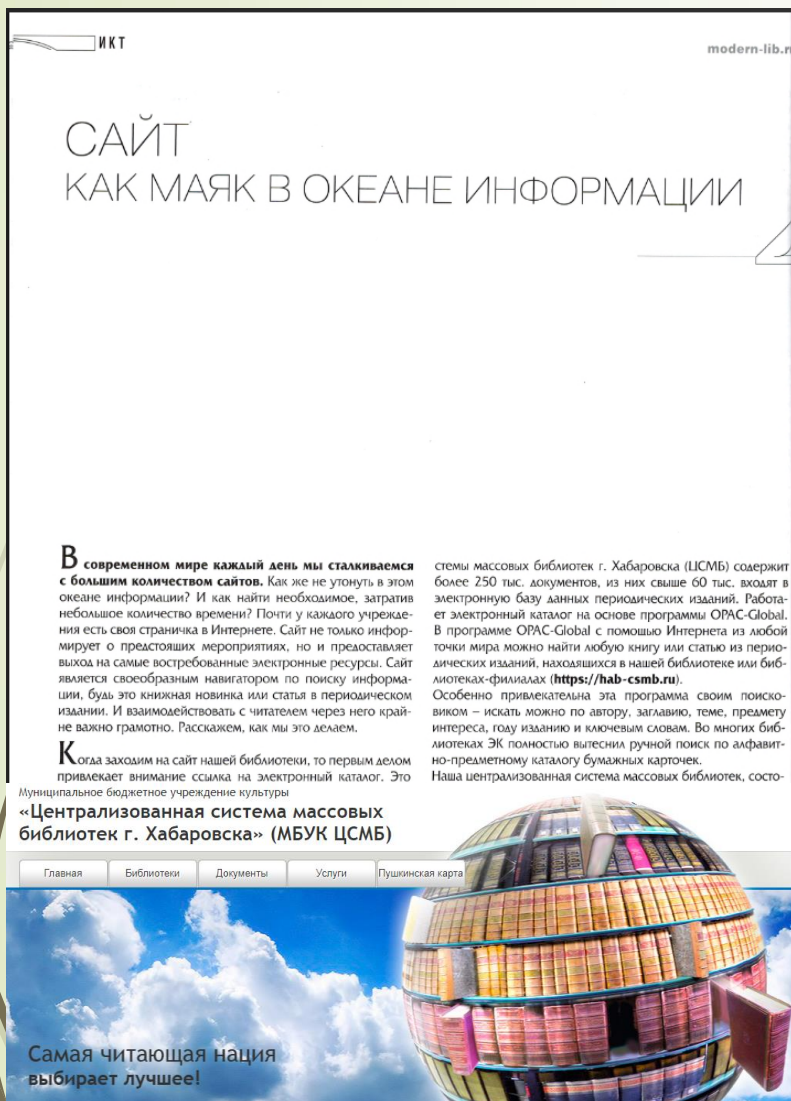 ИКТ
modern-lib.r
САЙТ
КАК МАЯК В ОКЕАНЕ ИНФОРМАЦИИ
В современном мире каждый день мы сталкиваемся
с большим количеством сайтов. Как же не утонуть в этом
океане информации? И как найти необходимое, затратив
небольшое количество времени? Почти у каждого учрежде-
ния есть своя страничка в Интернете. Сайт не только инфор-
мирует о предстоящих мероприятиях, но и предоставляет
выход на самые востребованные электронные ресурсы. Сайт
является своеобразным навигатором по поиску информа-
ции, будь это книжная новинка или статья в периодическом
издании. И взаимодействовать с читателем через него край-
не важно грамотно. Расскажем, как мы это делаем.
Когда заходим на сайт нашей библиотеки, то первым делом
привлекает внимание ссылка на электронный каталог. Это
стемы массовых библиотек г. Хабаровска (ЦСМБ) содержит
более 250 тыс. документов, из них свыше 60 тыс. входят в
электронную базу данных периодических изданий. Работа-
ет электронный каталог на основе программы OPAC-Global.
В программе OPAC-Global с помощью Интернета из любой
точки мира можно найти любую книгу или статью из перио-
дических изданий, находящихся в нашей библиотеке или биб-
лиотеках-филиалах (https://hab-csmb.ru).
Особенно привлекательна эта программа своим поиско-
виком – искать можно по автору, заглавию, теме, предмету
интереса, году изданию и ключевым словам. Во многих биб-
лиотеках ЭК полностью вытеснил ручной поиск по алфавит-
но-предметному каталогу бумажных карточек.
Наша централизованная система массовых библиотек, состо-
Муниципальное бюджетное учреждение культуры
«Централизованная система массовых
библиотек г. Хабаровска» (МБУК ЦСМБ)
Главная
Библиотеки
Документы
Услуги
Пушкинская карта
Самая читающая нация
выбирает лучшее!